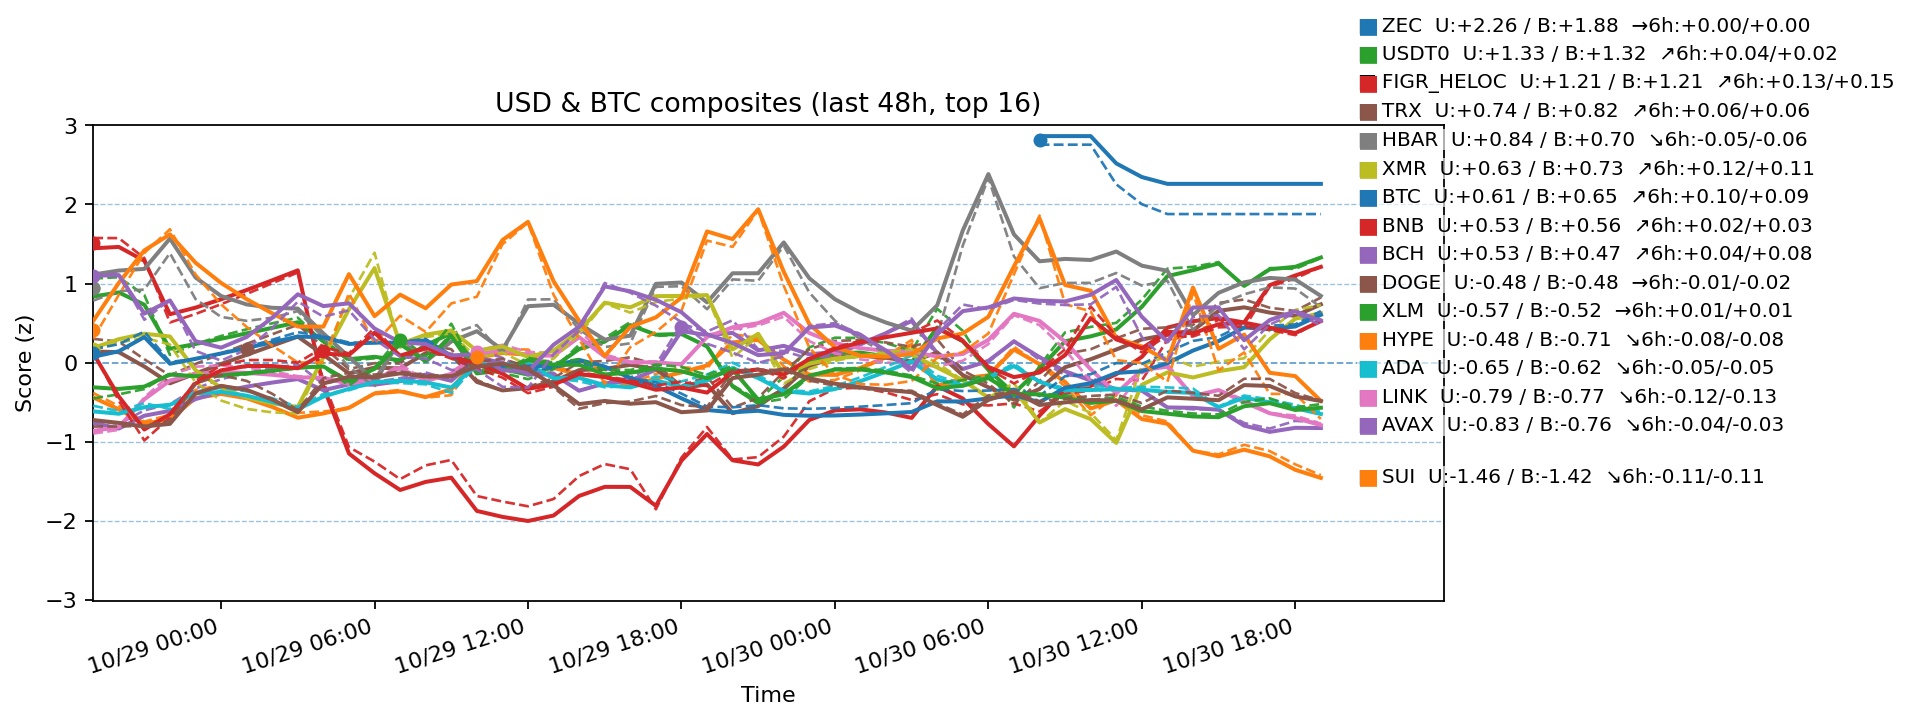 ZEC  U:+2.26 / B:+1.88  →6h:+0.00/+0.00
USDT0  U:+1.33 / B:+1.32  ↗6h:+0.04/+0.02
FIGR_HELOC  U:+1.21 / B:+1.21  ↗6h:+0.13/+0.15
TRX  U:+0.74 / B:+0.82  ↗6h:+0.06/+0.06
HBAR  U:+0.84 / B:+0.70  ↘6h:-0.05/-0.06
XMR  U:+0.63 / B:+0.73  ↗6h:+0.12/+0.11
BTC  U:+0.61 / B:+0.65  ↗6h:+0.10/+0.09
BNB  U:+0.53 / B:+0.56  ↗6h:+0.02/+0.03
BCH  U:+0.53 / B:+0.47  ↗6h:+0.04/+0.08
DOGE  U:-0.48 / B:-0.48  →6h:-0.01/-0.02
XLM  U:-0.57 / B:-0.52  →6h:+0.01/+0.01
HYPE  U:-0.48 / B:-0.71  ↘6h:-0.08/-0.08
ADA  U:-0.65 / B:-0.62  ↘6h:-0.05/-0.05
LINK  U:-0.79 / B:-0.77  ↘6h:-0.12/-0.13
AVAX  U:-0.83 / B:-0.76  ↘6h:-0.04/-0.03
SUI  U:-1.46 / B:-1.42  ↘6h:-0.11/-0.11
USD & BTC composites (last 48h, top 16)
Score (z)
3
2
1
0
−1
−2
−3
10/29 00:00
10/29 06:00
10/29 12:00
10/29 18:00
10/30 00:00
10/30 06:00
10/30 12:00
10/30 18:00
Time